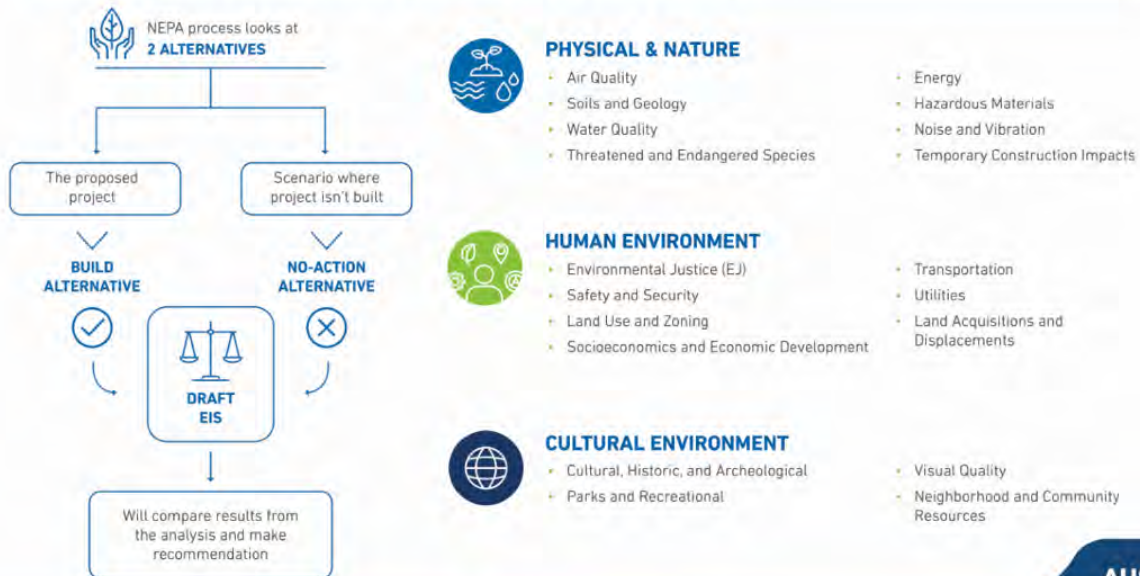 NEPA process looks at
2 ALTERNATIVES
The proposed
project
Scenario where
project isn't built
BUILD
ALTERNATIVE
NO-ACTION
ALTERNATIVE
DRAFT
EIS
Will compare results from
the analysis and make
recommendation
PHYSICAL & NATURE
• Air Quality
• Soils and Geology
• Water Quality
• Threatened and Endangered Species
• Energy
• Hazardous Materials
• Noise and Vibration
• Temporary Construction Impacts
HUMAN ENVIRONMENT
• Environmental Justice (EJ)
• Safety and Security
• Land Use and Zoning
• Socioeconomics and Economic Development
• Transportation
• Utilities
• Land Acquisitions and
Displacements
CULTURAL ENVIRONMENT
• Cultural, Historic, and Archeological
• Parks and Recreational
• Visual Quality
• Neighborhood and Community
Resources